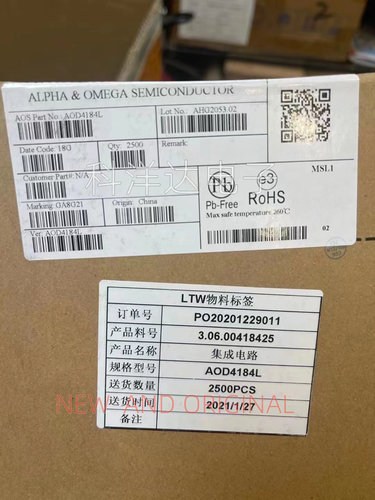 ALPHA & OMEGA SEMICONDUCTOR
AOS Part No.: AOD4184L
Lot No.: AHG2053.02
Date Code: 18G
Qty: 2500
Customer Part#: N/A
Marking: GA8G21
Origin: China
Ver: AOD4184L
Pb
Pb-Free
e3
RoHS
Max safe temperature 260℃
MSL1
02
科洋达电子
LTW物料标签
订单号 PO20201229011
产品料号 3.06.00418425
产品名称 集成电路
规格型号 AOD4184L
送货数量 2500PCS
送货时间 2021/1/27
备注
NEW AND ORIGINAL